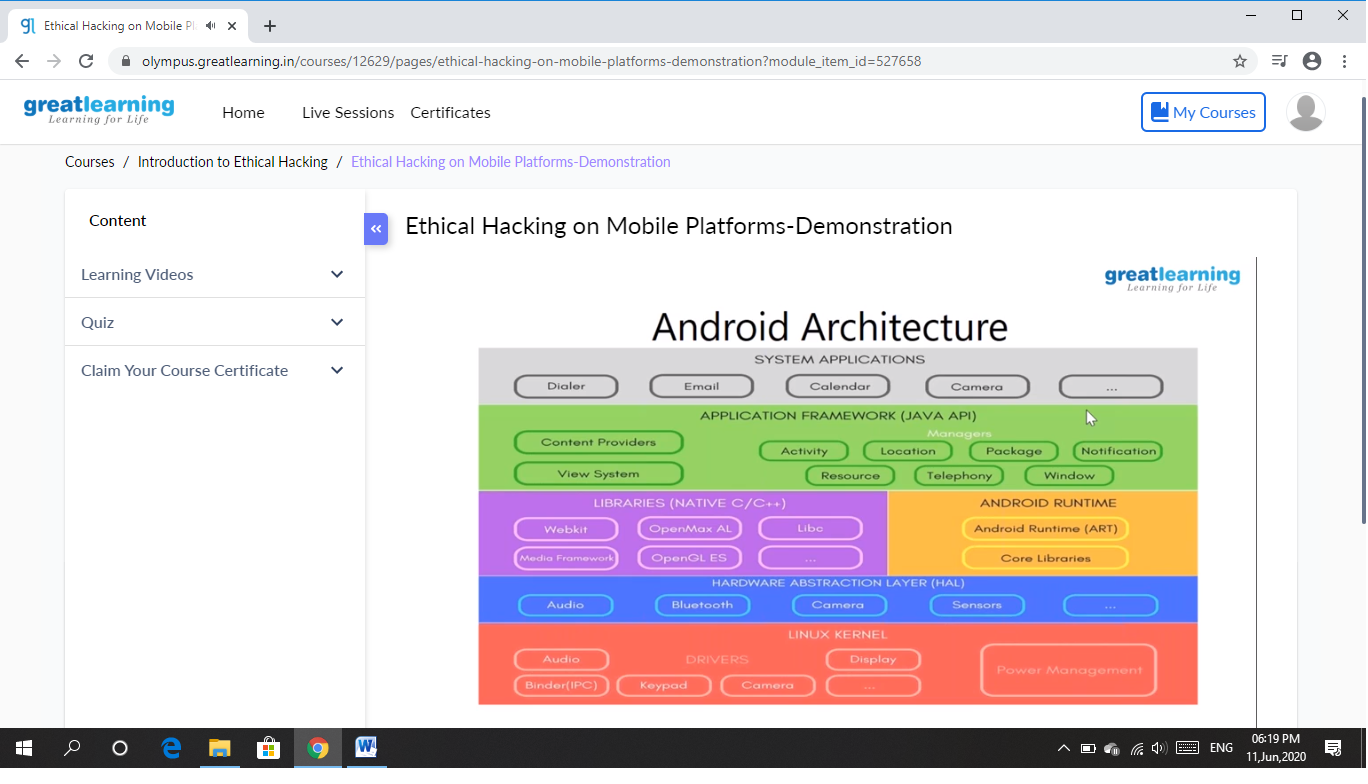 Ethical Hacking on Mobile Pl
olympus.greatlearning.in/courses/12629/pages/ethical-hacking-on-mobile-platforms-demonstration?module_item_id=527658
greatlearning
Learning for Life
Home Live Sessions Certificates
My Courses
Courses / Introduction to Ethical Hacking / Ethical Hacking on Mobile Platforms-Demonstration
Content
Learning Videos
Quiz
Claim Your Course Certificate
«
Ethical Hacking on Mobile Platforms-Demonstration
greatlearning
Learning for Life
Android Architecture
SYSTEM APPLICATIONS
Dialer Email Calendar Camera ...
APPLICATION FRAMEWORK (JAVA API)
Content Providers
View System
Managers
Activity Location Package Notification
Resource Telephony Window
LIBRARIES (NATIVE C/C++)
Webkit OpenMax AL Libc
Media Framework OpenGL ES ...
ANDROID RUNTIME
Android Runtime (ART)
Core Libraries
HARDWARE ABSTRACTION LAYER (HAL)
Audio Bluetooth Camera Sensors ...
LINUX KERNEL
Audio DRIVERS Display
Binder(IPC) Keypad Camera ...
Power Management
ENG
06:19 PM
11,Jun,2020